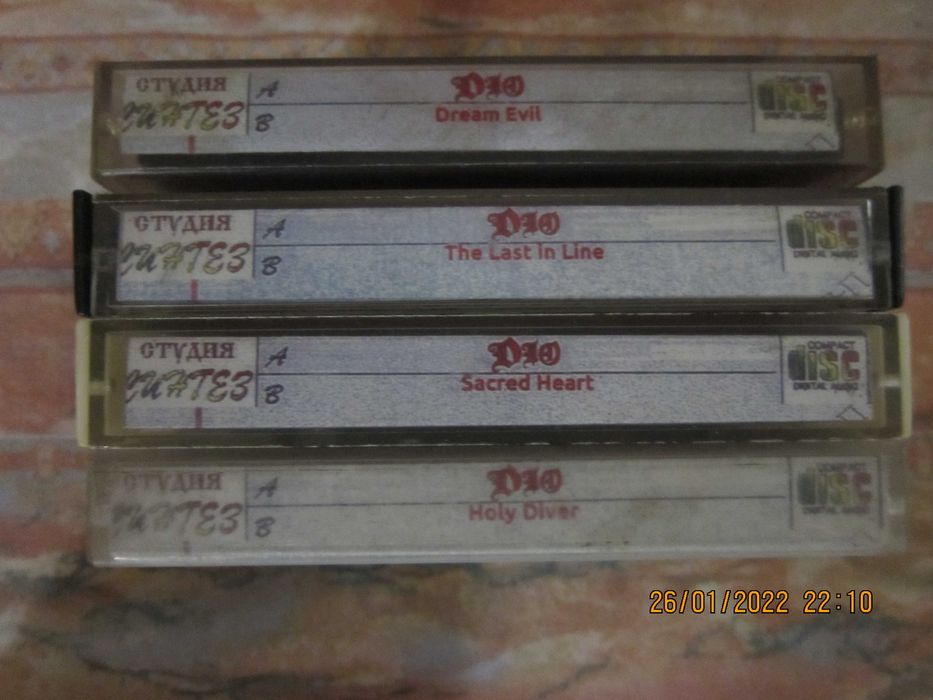 СТУДИЯ
СИНТЕЗ
A
B
DIO
Dream Evil
COMPACT
disc
DIGITAL AUDIO
СТУДИЯ
СИНТЕЗ
A
B
DIO
The Last in Line
COMPACT
disc
DIGITAL AUDIO
СТУДИЯ
СИНТЕЗ
A
B
DIO
Sacred Heart
COMPACT
disc
DIGITAL AUDIO
СТУДИЯ
СИНТЕЗ
A
B
DIO
Holy Diver
COMPACT
disc
DIGITAL AUDIO
26/01/2022 22:10